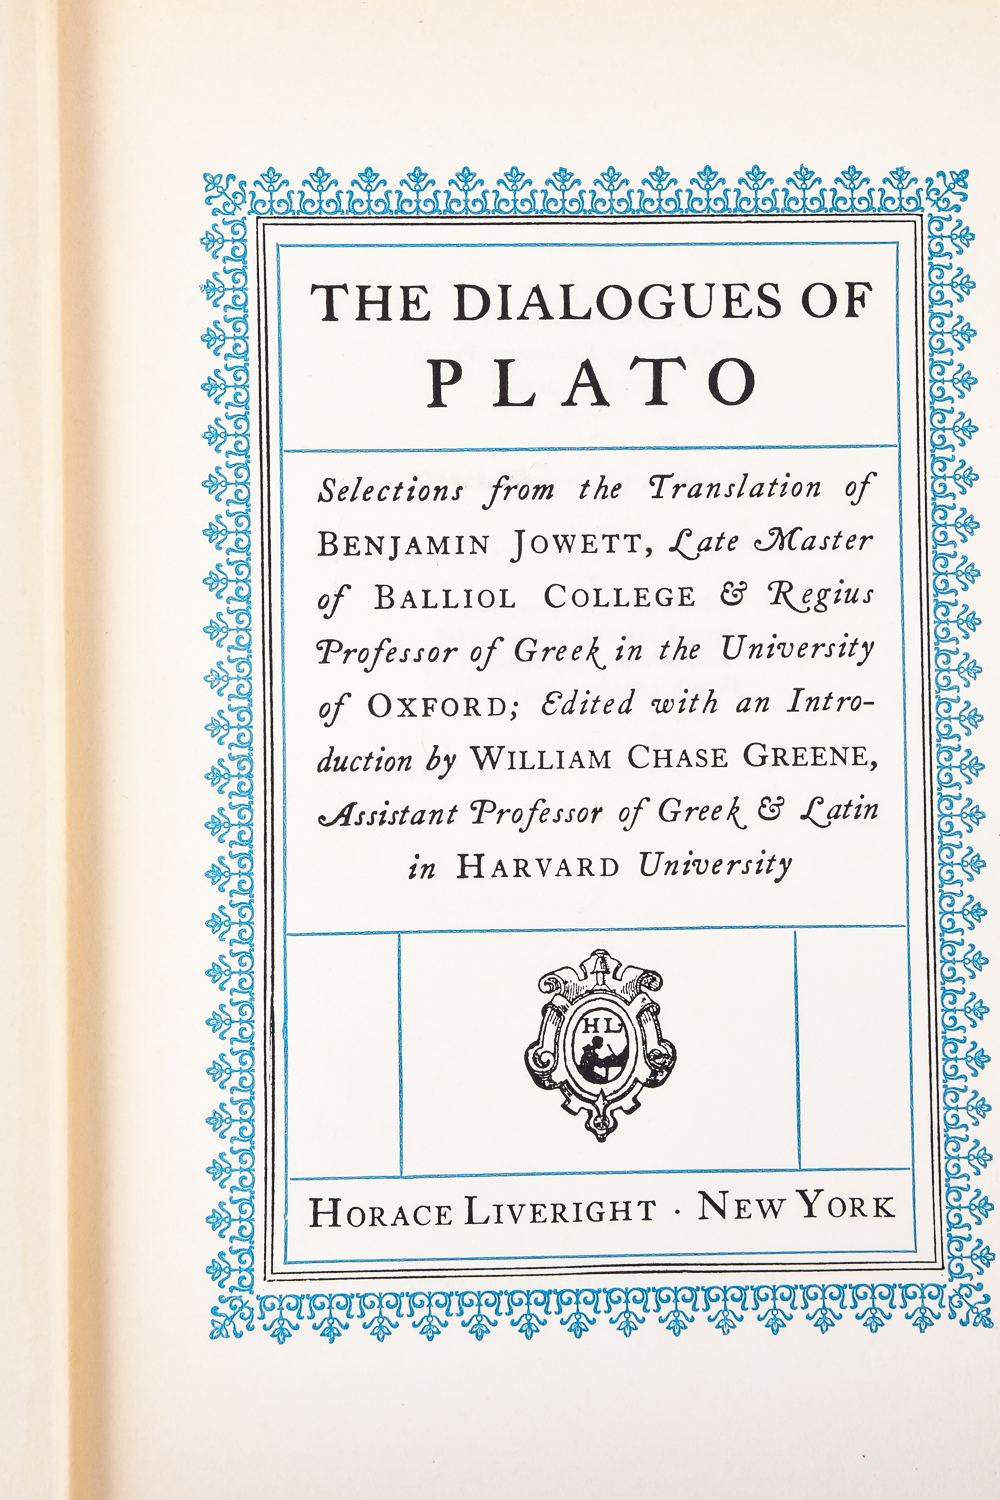 THE DIALOGUES OF
PLATO
Selections from the Translation of
BENJAMIN JOWETT, Late Master
of BALLIOL COLLEGE & Regius
Professor of Greek in the University
of OXFORD; Edited with an Intro-
duction by WILLIAM CHASE GREENE,
Assistant Professor of Greek & Latin
in HARVARD University
HL
HORACE LIVERIGHT · NEW YORK